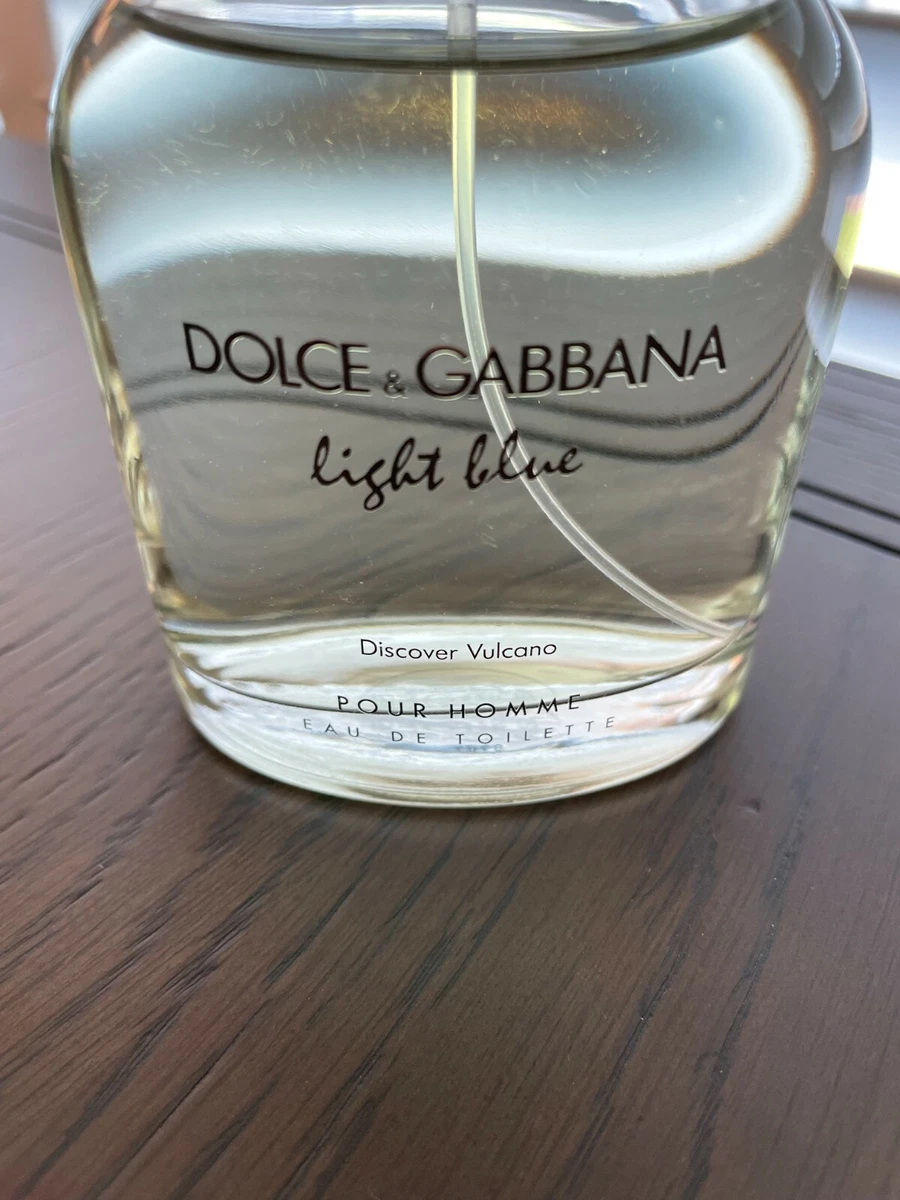 DOLCE & GABBANA
light blue
Discover Vulcano
POUR HOMME
EAU DE TOILETTE